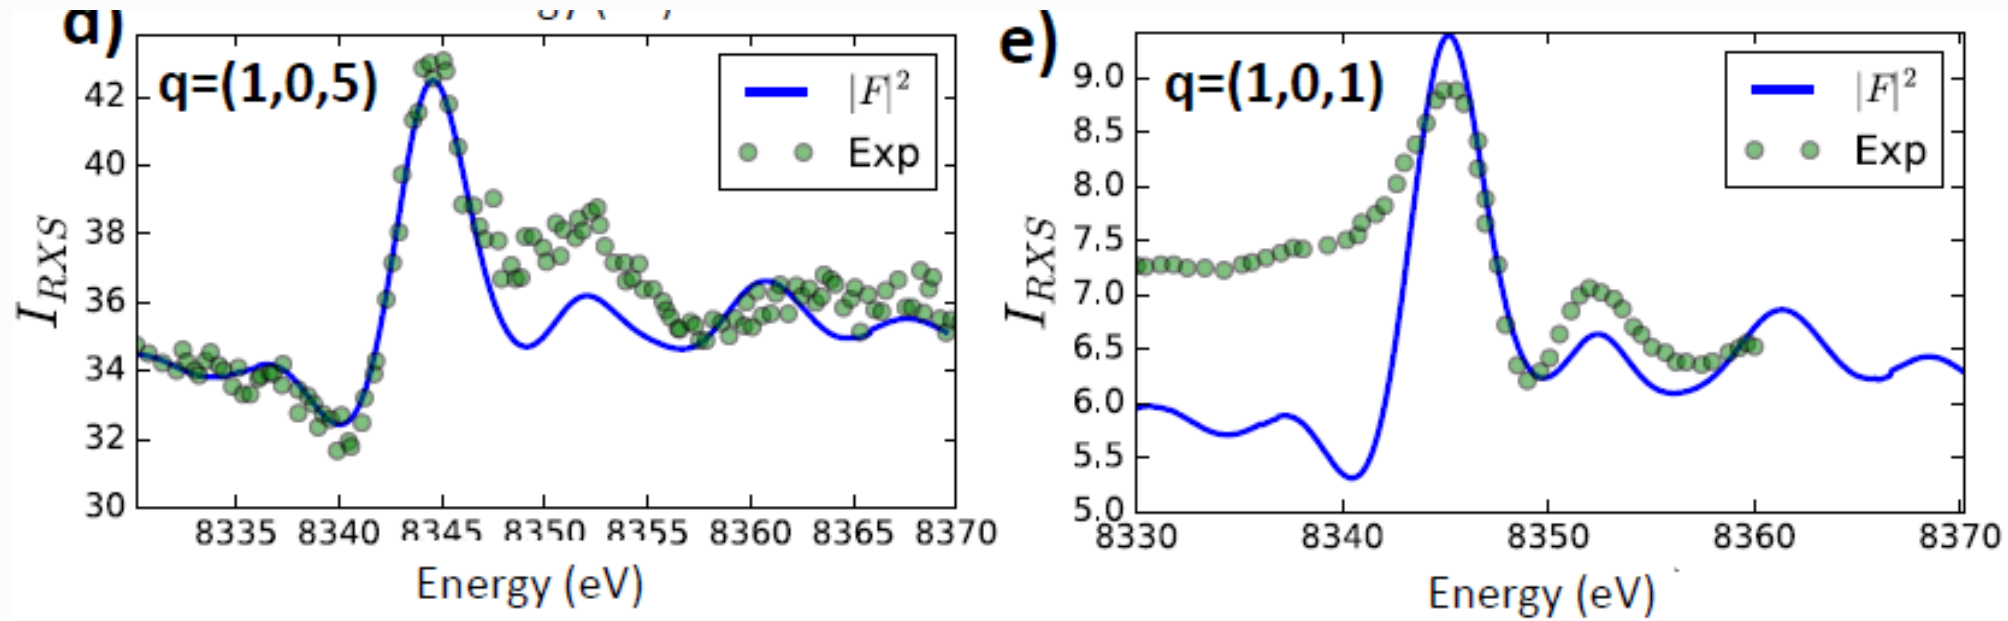 d)
q=(1,0,5)
|F|²
Exp
42
40
38
36
34
32
30
I_RXS
8335 8340 8345 8350 8355 8360 8365 8370
Energy (eV)
e)
q=(1,0,1)
|F|²
Exp
9.0
8.5
8.0
7.5
7.0
6.5
6.0
5.5
5.0
I_RXS
8330 8340 8350 8360 8370
Energy (eV)